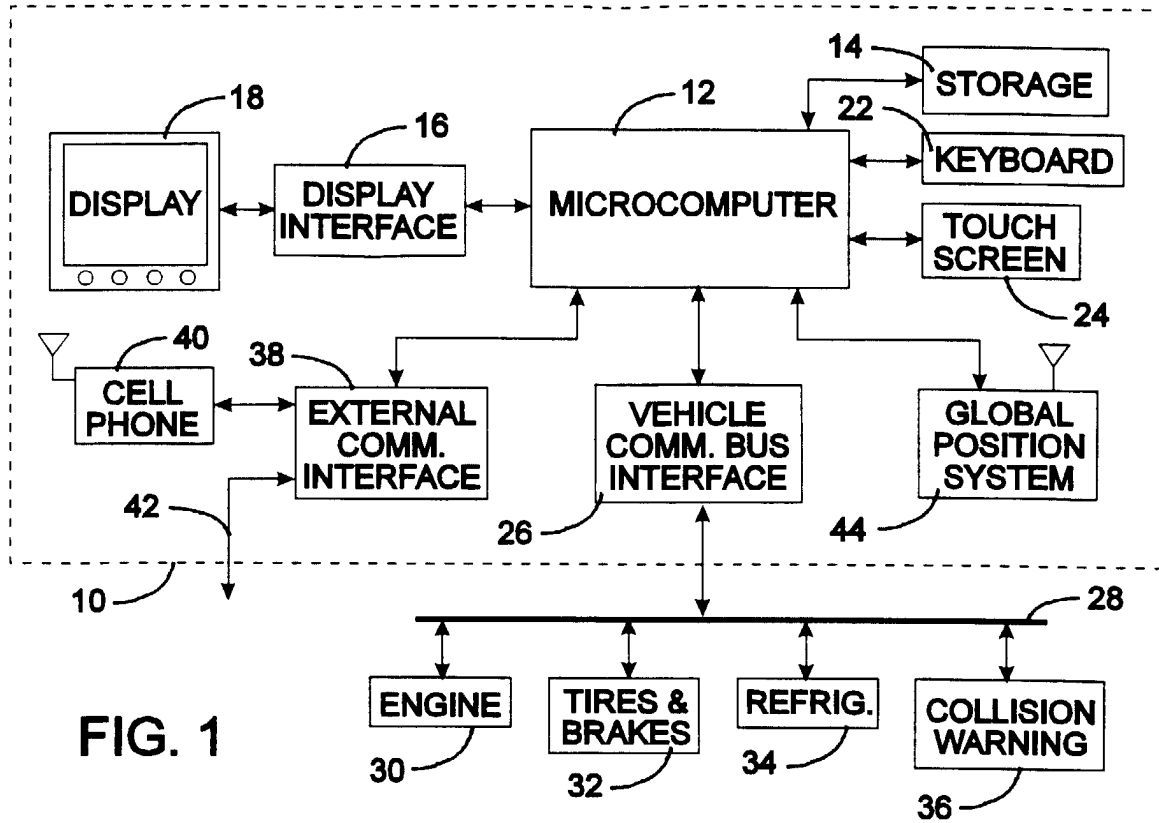 14
STORAGE
18
12
16
22
KEYBOARD
DISPLAY
DISPLAY
INTERFACE
MICROCOMPUTER
TOUCH
SCREEN
24
40
38
CELL
PHONE
EXTERNAL
COMM.
INTERFACE
VEHICLE
COMM. BUS
INTERFACE
GLOBAL
POSITION
SYSTEM
42
26
44
10
28
ENGINE
TIRES &
BRAKES
REFRIG.
COLLISION
WARNING
30
32
34
36
FIG. 1